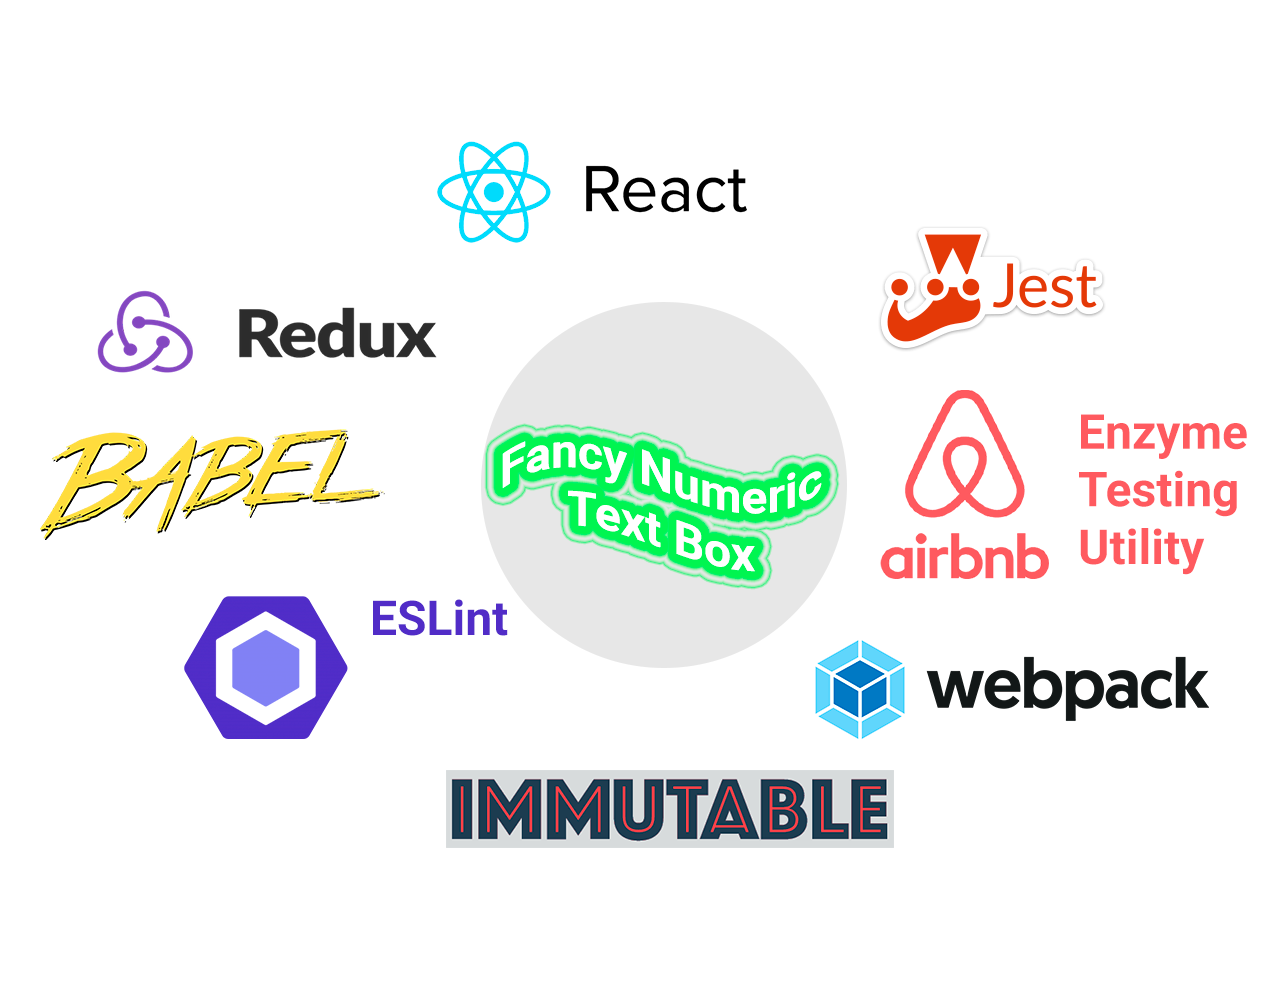 React
Jest
Redux
BABEL
Fancy Numeric
Text Box
airbnb
Enzyme
Testing
Utility
ESLint
webpack
IMMUTABLE